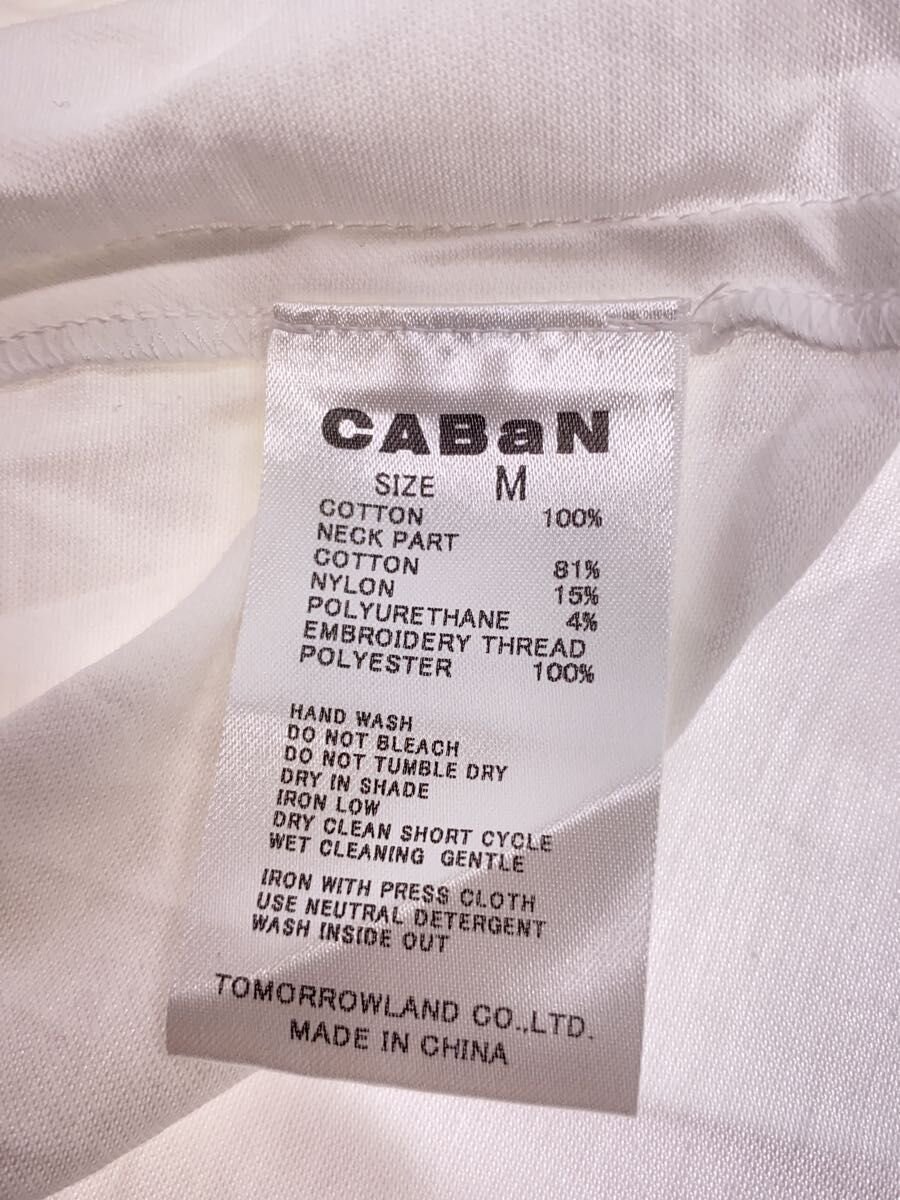 CABaN
SIZE M
COTTON 100%
NECK PART
COTTON 81%
NYLON 15%
POLYURETHANE 4%
EMBROIDERY THREAD
POLYESTER 100%
HAND WASH
DO NOT BLEACH
DO NOT TUMBLE DRY
DRY IN SHADE
IRON LOW
DRY CLEAN SHORT CYCLE
WET CLEANING GENTLE
IRON WITH PRESS CLOTH
USE NEUTRAL DETERGENT
WASH INSIDE OUT
TOMORROWLAND CO.,LTD.
MADE IN CHINA